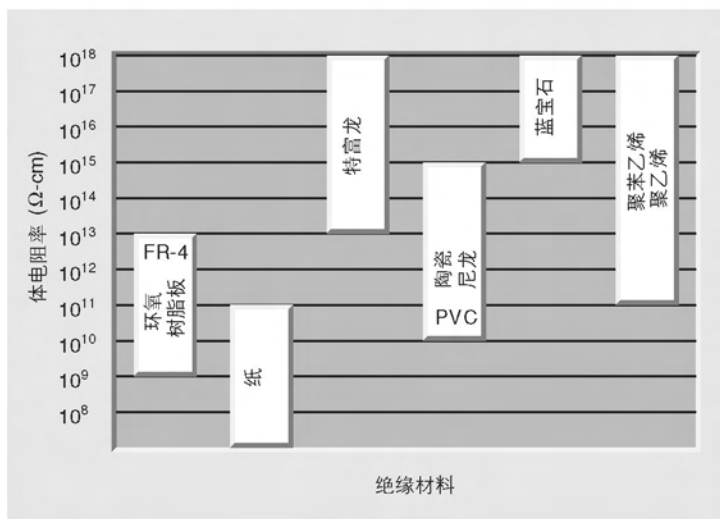 体电阻率 (Ω-cm)
10¹⁸
10¹⁷
10¹⁶
10¹⁵
10¹⁴
10¹³
10¹²
10¹¹
10¹⁰
10⁹
10⁸
FR-4
环氧
树脂板
纸
特富龙
陶瓷
尼龙
PVC
蓝宝石
聚苯乙烯
聚乙烯
绝缘材料